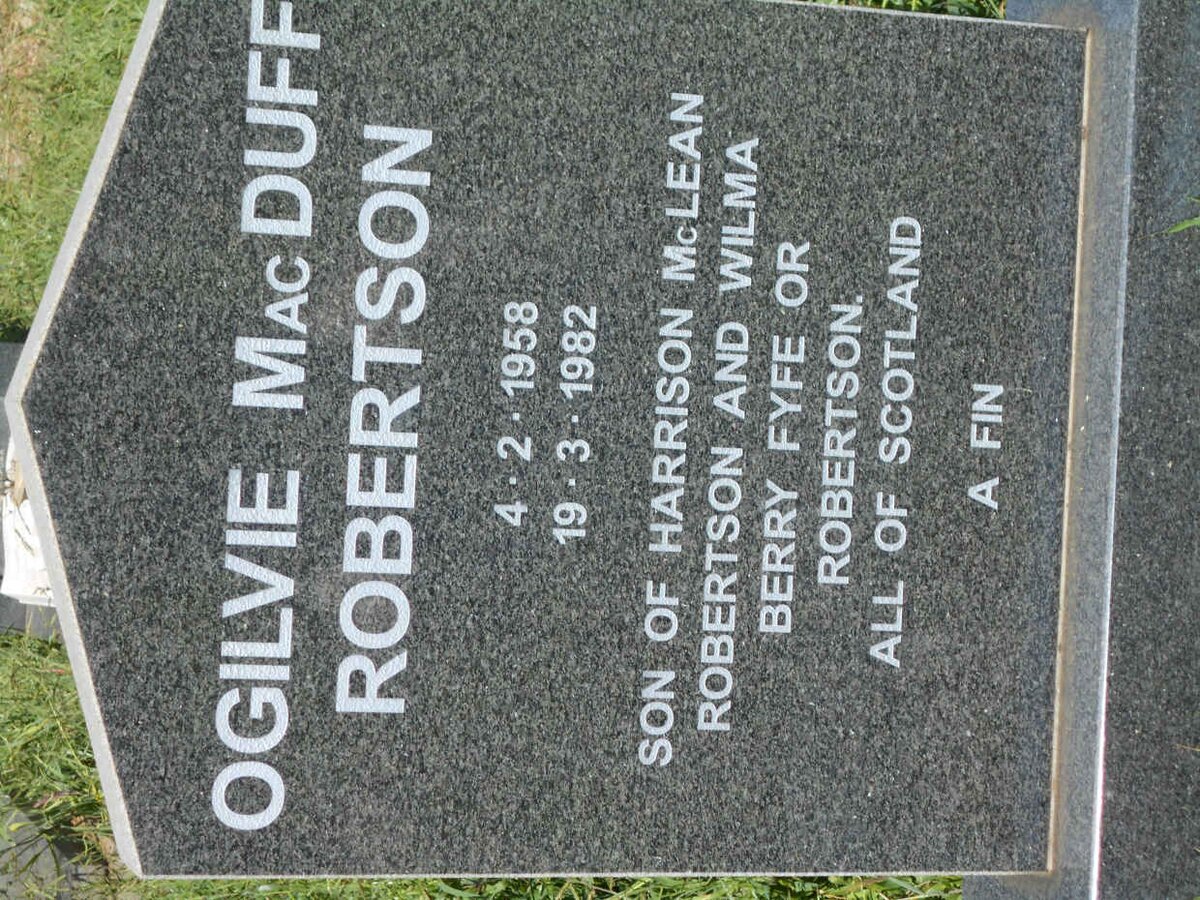 OGILVIE MACDUFF
ROBERTSON
4 · 2 · 1958
19 · 3 · 1982
SON OF HARRISON McLEAN
ROBERTSON AND WILMA
BERRY FYFE OR
ROBERTSON.
ALL OF SCOTLAND
A FIN